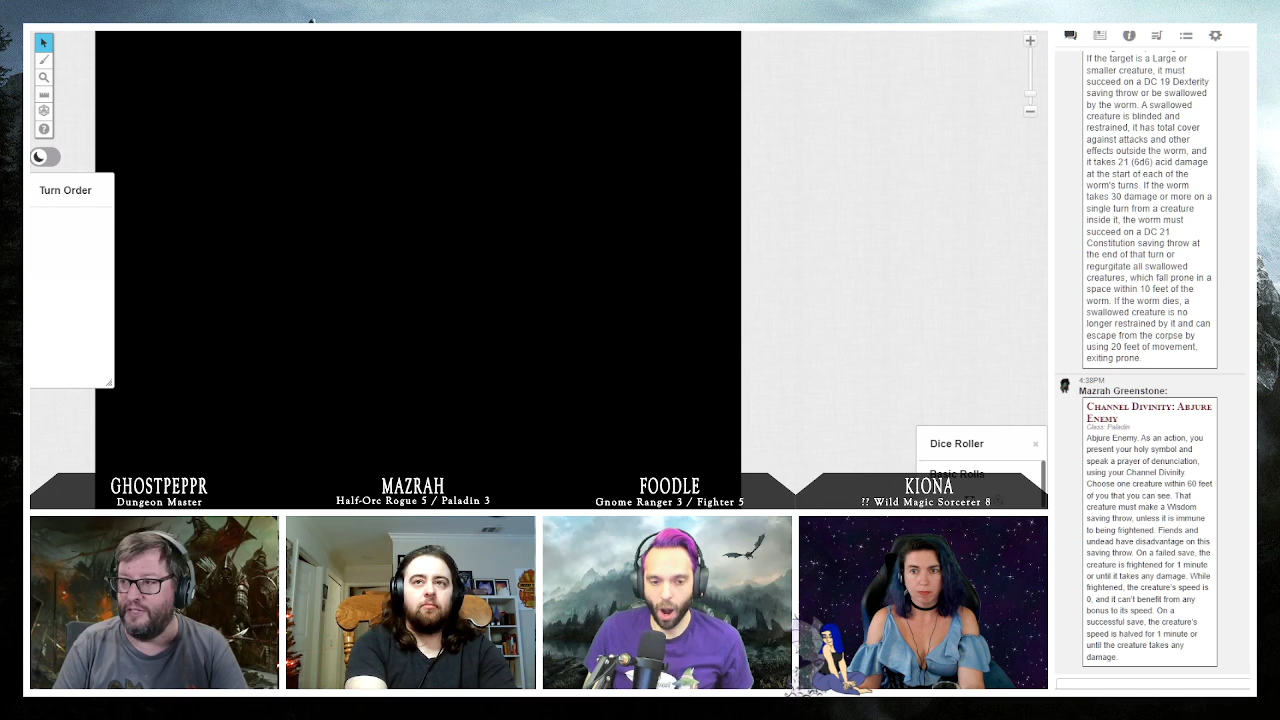 Turn Order
If the target is a Large or
smaller creature, it must
succeed on a DC 19 Dexterity
saving throw or be swallowed
by the worm. A swallowed
creature is blinded and
restrained, it has total cover
against attacks and other
effects outside the worm, and
it takes 21 (6d6) acid damage
at the start of each of the
worm's turns. If the worm
takes 30 damage or more on a
single turn from a creature
inside it, the worm must
succeed on a DC 21
Constitution saving throw at
the end of that turn or
regurgitate all swallowed
creatures, which fall prone in a
space within 10 feet of the
worm. If the worm dies, a
swallowed creature is no
longer restrained by it and can
escape from the corpse by
using 20 feet of movement,
exiting prone.
4:38PM
Mazrah Greenstone:
Channel Divinity: Abjure
Enemy
Class: Paladin
Abjure Enemy. As an action, you
present your holy symbol and
speak a prayer of denunciation,
using your Channel Divinity.
Choose one creature within 60 feet
of you that you can see. That
creature must make a Wisdom
saving throw, unless it is immune
to being frightened. Fiends and
undead have disadvantage on this
saving throw. On a failed save, the
creature is frightened for 1 minute
or until it takes any damage. While
frightened, the creature's speed is
0, and it can't benefit from any
bonus to its speed. On a
successful save, the creature's
speed is halved for 1 minute or
until the creature takes any
damage.
Dice Roller
Basic Rolls
GHOSTPEPPR
Dungeon Master
MAZRAH
Half-Orc Rogue 5 / Paladin 3
FOODLE
Gnome Ranger 3 / Fighter 5
KIONA
?? Wild Magic Sorcerer 8